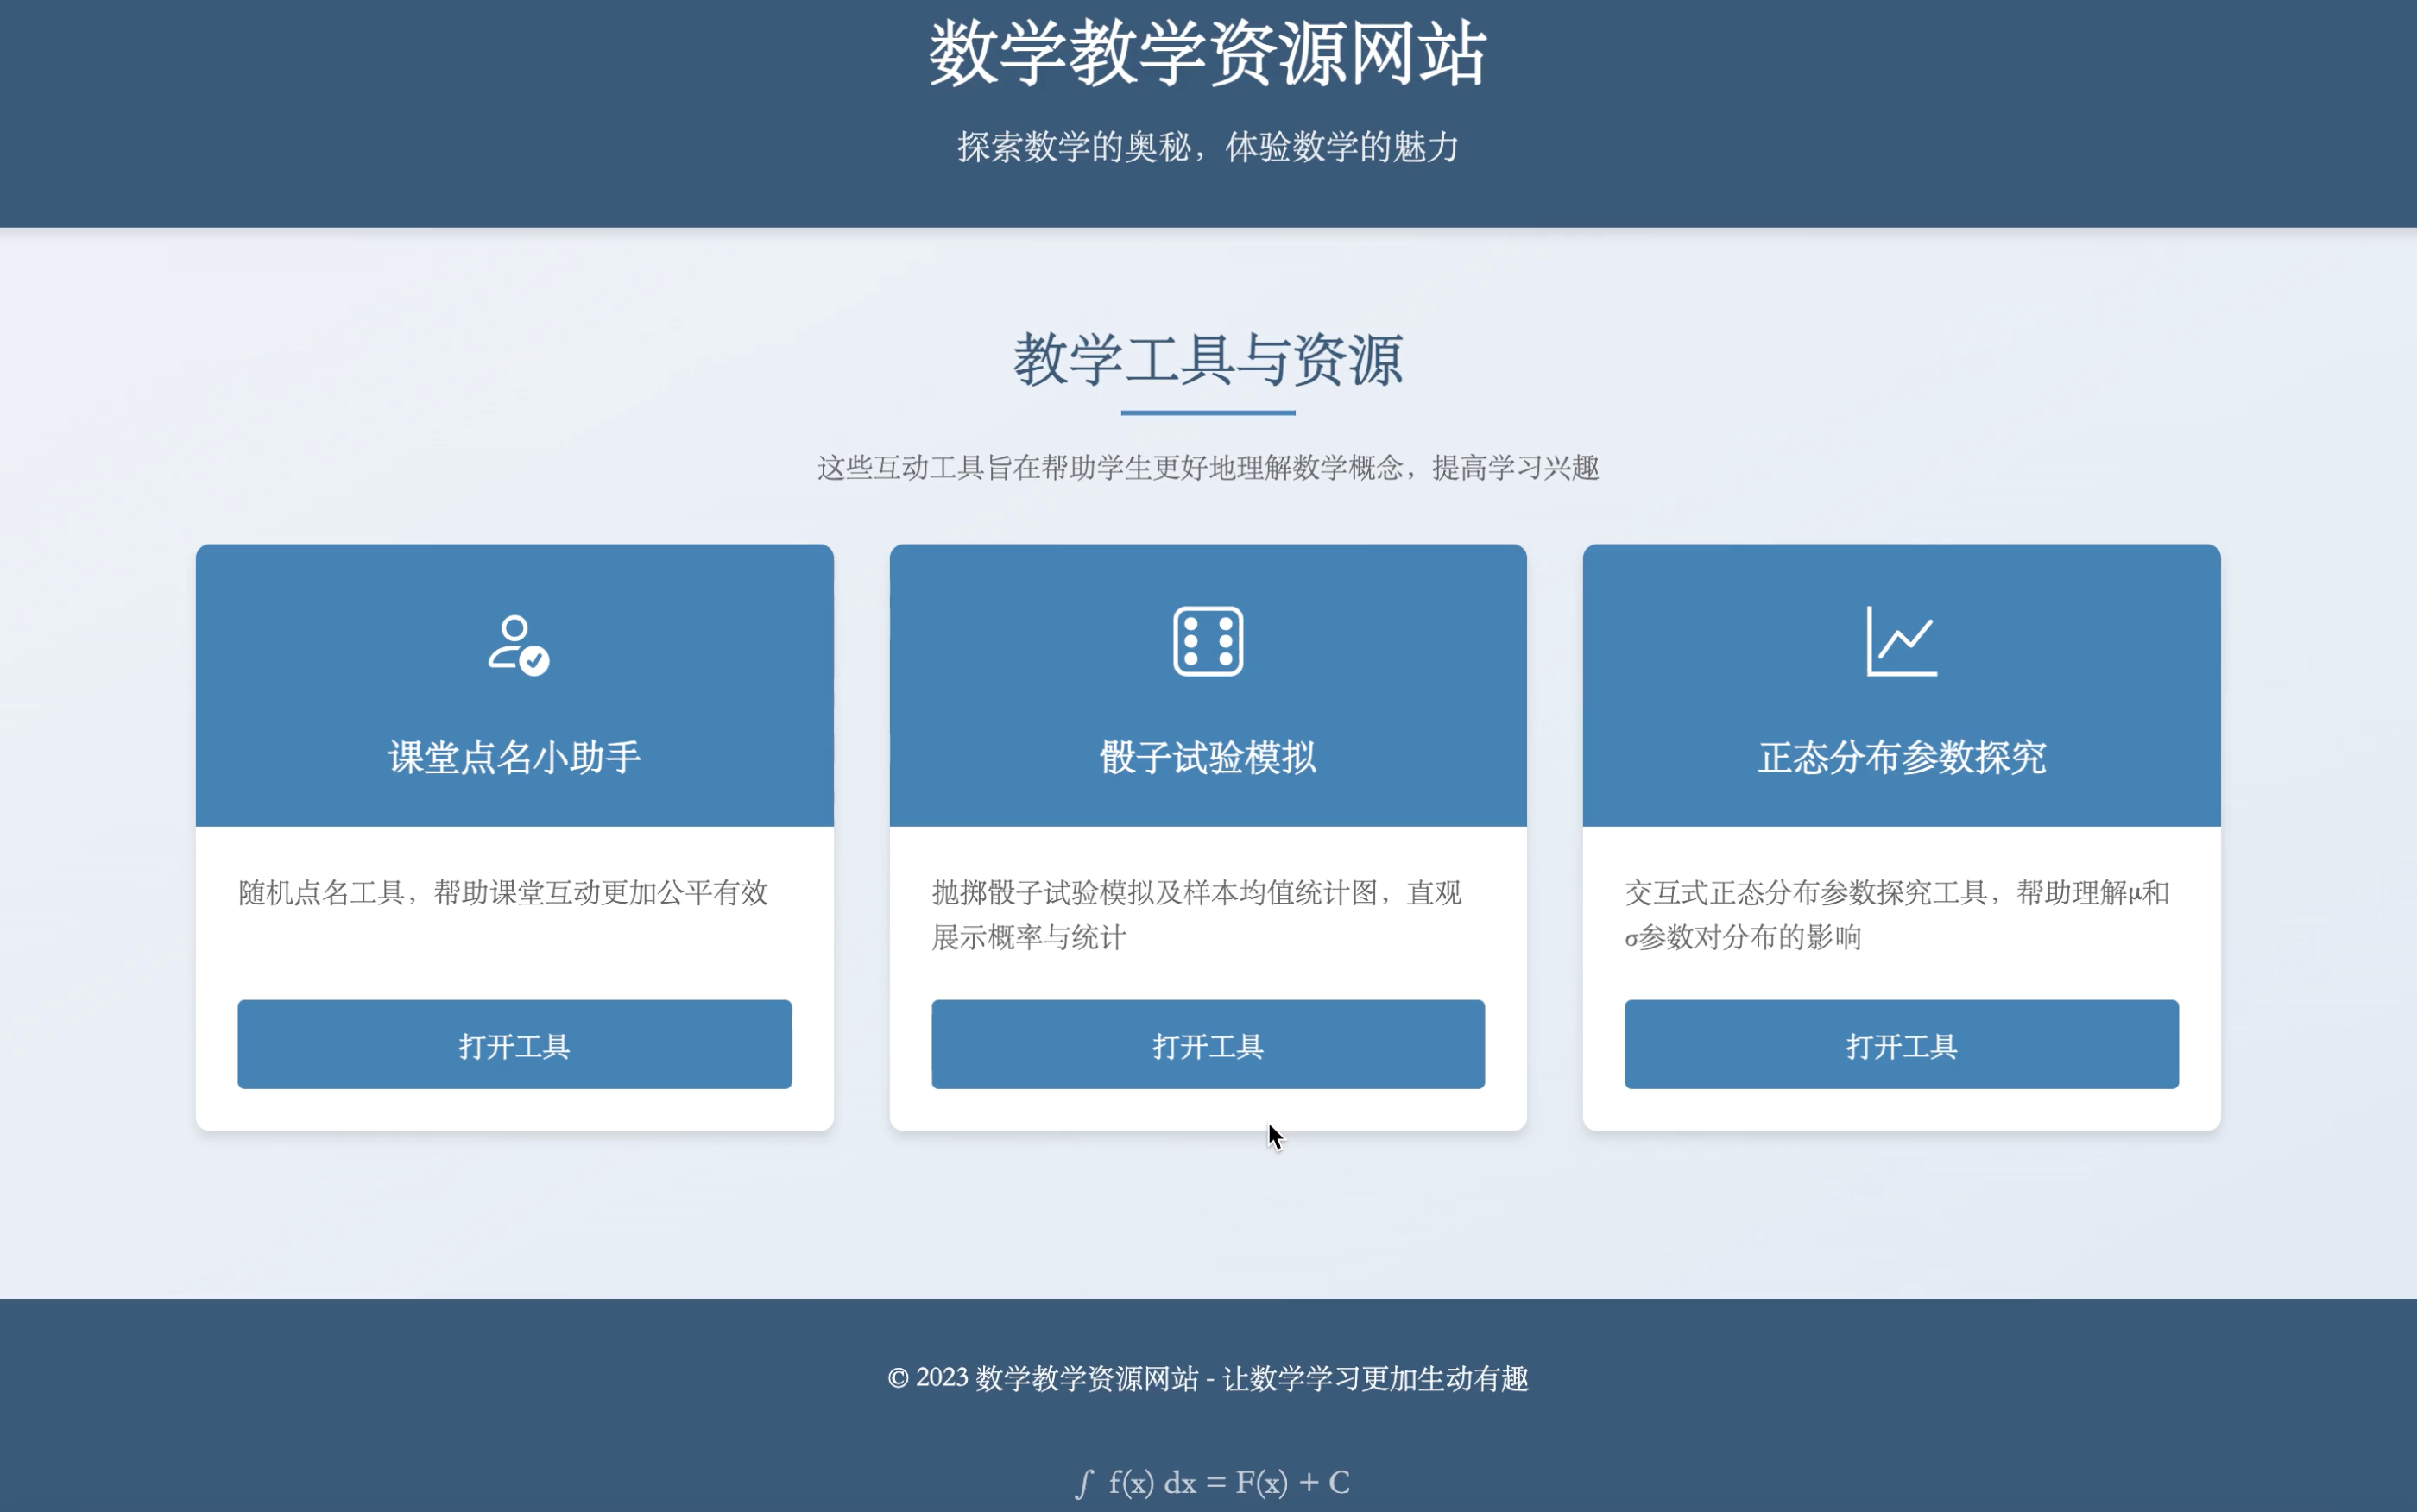 数学教学资源网站
探索数学的奥秘，体验数学的魅力
教学工具与资源
这些互动工具旨在帮助学生更好地理解数学概念，提高学习兴趣
课堂点名小助手
随机点名工具，帮助课堂互动更加公平有效
打开工具
骰子试验模拟
抛掷骰子试验模拟及样本均值统计图，直观
展示概率与统计
打开工具
正态分布参数探究
交互式正态分布参数探究工具，帮助理解μ和
σ参数对分布的影响
打开工具
© 2023 数学教学资源网站 - 让数学学习更加生动有趣
∫ f(x) dx = F(x) + C